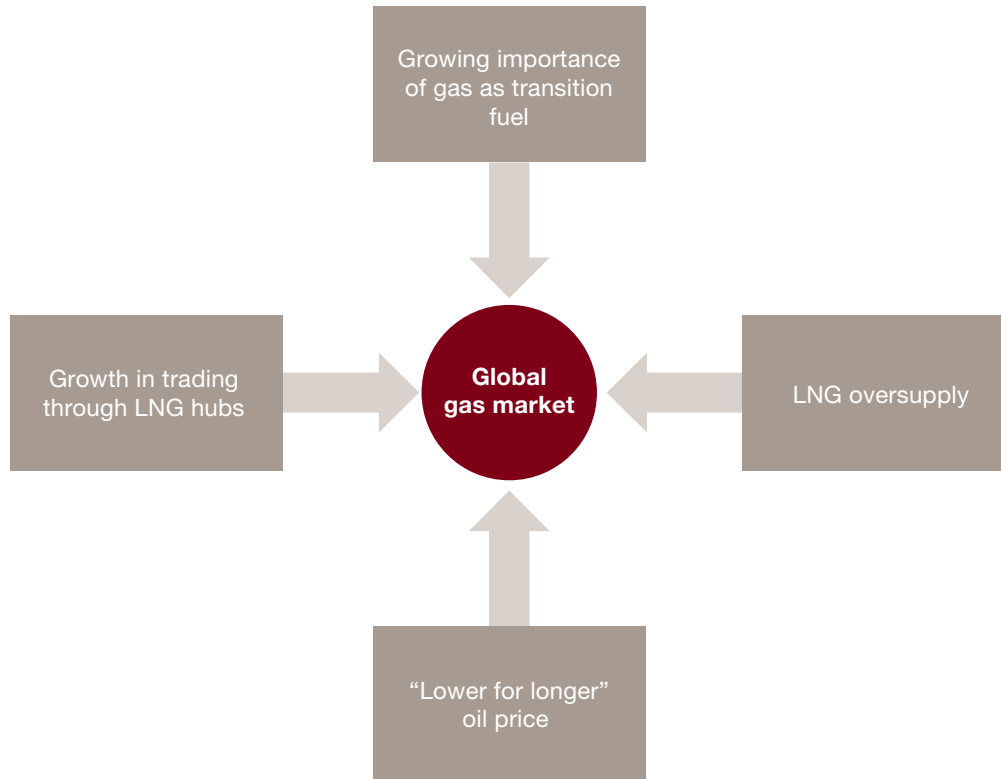 Growing importance
of gas as transition
fuel
Growth in trading
through LNG hubs
Global
gas market
LNG oversupply
“Lower for longer”
oil price